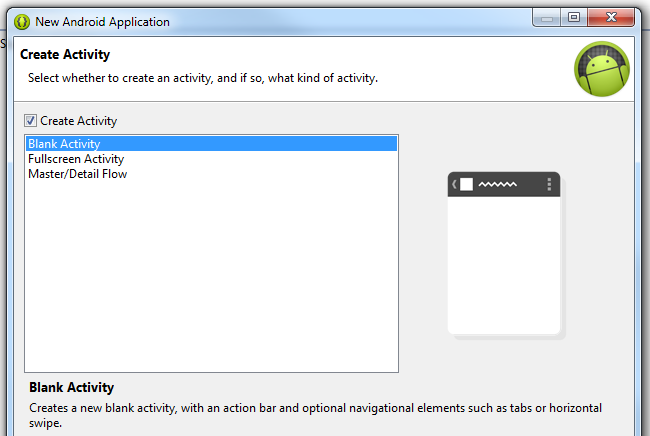 New Android Application
Create Activity
Select whether to create an activity, and if so, what kind of activity.
Create Activity
Blank Activity
Fullscreen Activity
Master/Detail Flow
Blank Activity
Creates a new blank activity, with an action bar and optional navigational elements such as tabs or horizontal
swipe.